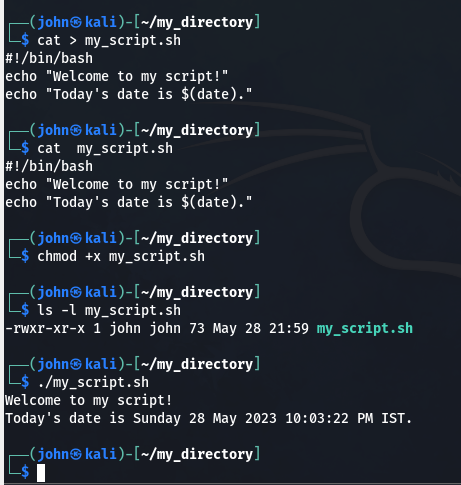 ┌──(john㉿kali)-[~/my_directory]
└─$ cat > my_script.sh
#!/bin/bash
echo "Welcome to my script!"
echo "Today's date is $(date)."
┌──(john㉿kali)-[~/my_directory]
└─$ cat  my_script.sh
#!/bin/bash
echo "Welcome to my script!"
echo "Today's date is $(date)."
┌──(john㉿kali)-[~/my_directory]
└─$ chmod +x my_script.sh
┌──(john㉿kali)-[~/my_directory]
└─$ ls -l my_script.sh
-rwxr-xr-x 1 john john 73 May 28 21:59 my_script.sh
┌──(john㉿kali)-[~/my_directory]
└─$ ./my_script.sh
Welcome to my script!
Today's date is Sunday 28 May 2023 10:03:22 PM IST.
┌──(john㉿kali)-[~/my_directory]
└─$